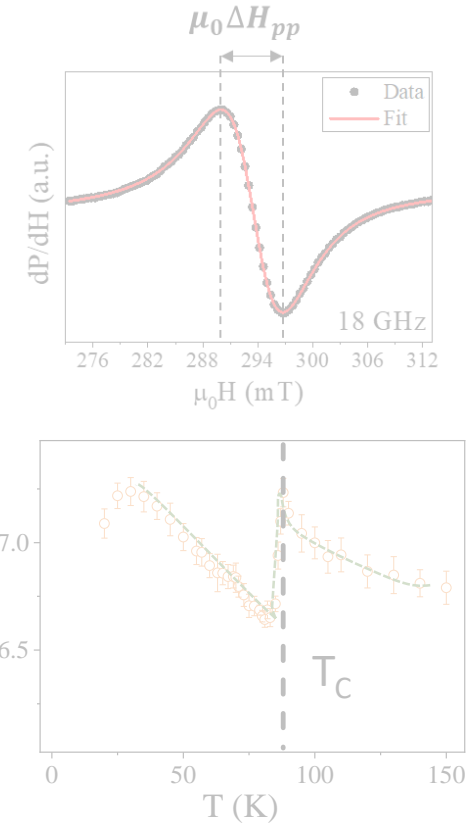 μ₀ΔHₚₚ
Data
Fit
dP/dH (a.u.)
18 GHz
276 282 288 294 300 306 312
μ₀H (mT)
7.0
6.5
T_C
0 50 100 150
T (K)